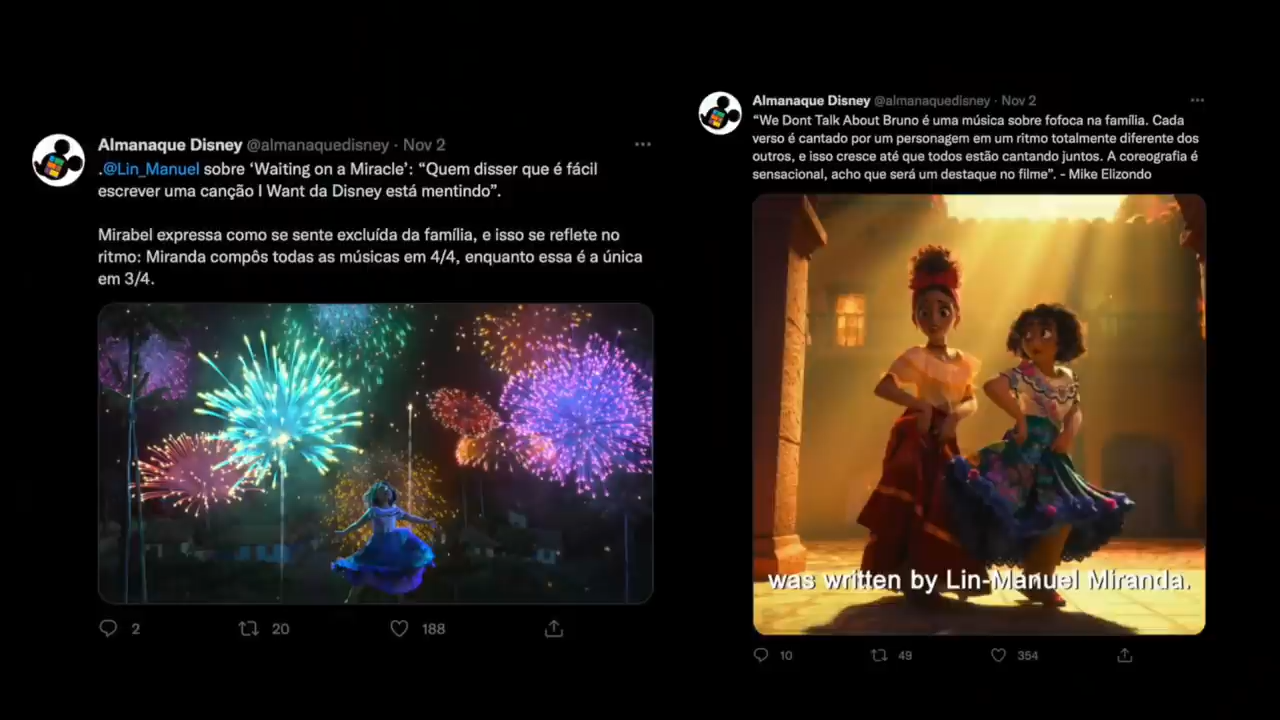 Almanaque Disney @almanaquedisney · Nov 2
.@Lin_Manuel sobre ‘Waiting on a Miracle’: “Quem disser que é fácil
escrever uma canção I Want da Disney está mentindo”.
Mirabel expressa como se sente excluída da família, e isso se reflete no
ritmo: Miranda compôs todas as músicas em 4/4, enquanto essa é a única
em 3/4.
2 20 188
Almanaque Disney @almanaquedisney · Nov 2
“We Dont Talk About Bruno é uma música sobre fofoca na família. Cada
verso é cantado por um personagem em um ritmo totalmente diferente dos
outros, e isso cresce até que todos estão cantando juntos. A coreografia é
sensacional, acho que será um destaque no filme”. - Mike Elizondo
was written by Lin-Manuel Miranda.
10 49 354